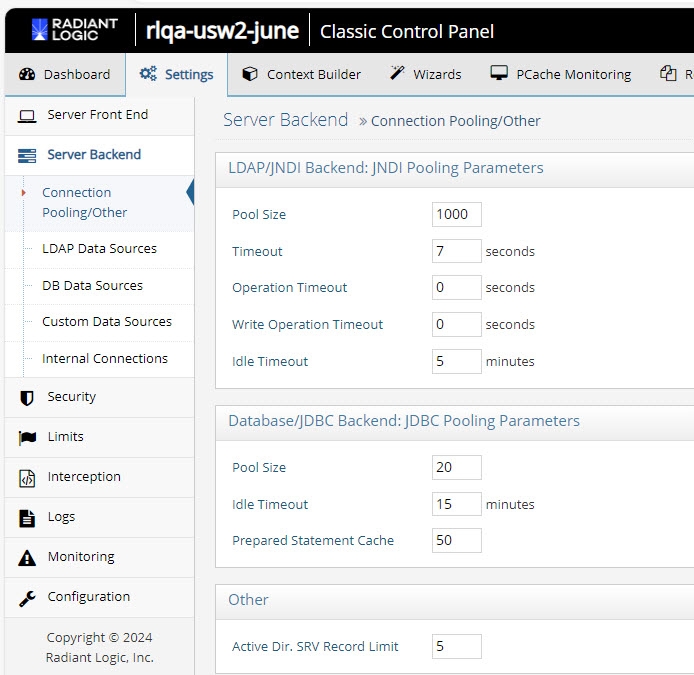 RADIANT
LOGIC
rlqa-usw2-june
Classic Control Panel
Dashboard
Settings
Context Builder
Wizards
PCache Monitoring
R
Server Front End
Server Backend
Connection
Pooling/Other
LDAP Data Sources
DB Data Sources
Custom Data Sources
Internal Connections
Security
Limits
Interception
Logs
Monitoring
Configuration
Copyright © 2024
Radiant Logic, Inc.
Server Backend » Connection Pooling/Other
LDAP/JNDI Backend: JNDI Pooling Parameters
Pool Size 1000
Timeout 7 seconds
Operation Timeout 0 seconds
Write Operation Timeout 0 seconds
Idle Timeout 5 minutes
Database/JDBC Backend: JDBC Pooling Parameters
Pool Size 20
Idle Timeout 15 minutes
Prepared Statement Cache 50
Other
Active Dir. SRV Record Limit 5